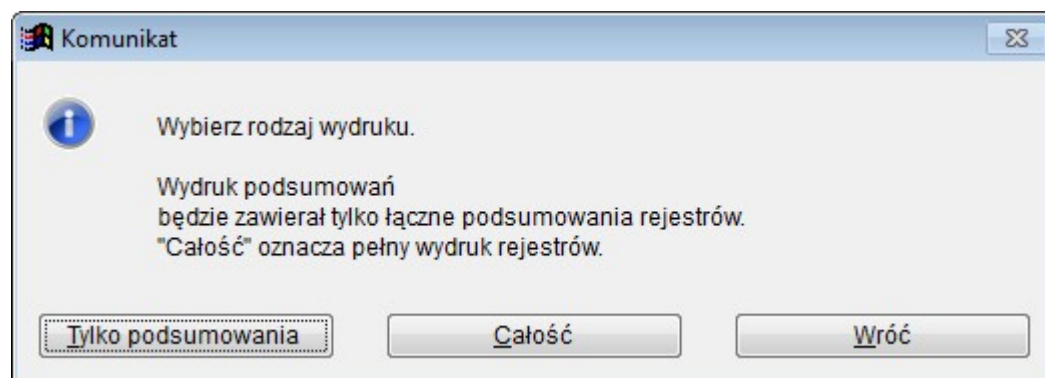 Komunikat
Wybierz rodzaj wydruku.
Wydruk podsumowań
będzie zawierał tylko łączne podsumowania rejestrów.
"Całość" oznacza pełny wydruk rejestrów.
Tylko podsumowania
Całość
Wróć